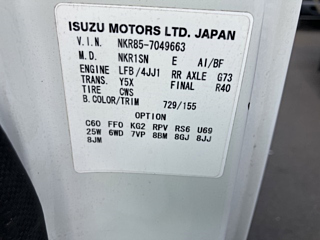 ISUZU MOTORS LTD. JAPAN
V.I.N. NKR85-7049663
M.D. NKR1SN E AI/BF
ENGINE LFB/4JJ1 RR AXLE G73
TRANS. Y5X FINAL R40
TIRE CWS
B.COLOR/TRIM 729/155
OPTION
C60 FF0 KG2 RPV RS6 U69
25W 6WD 7VP 8BM 8GJ 8JJ
8JM